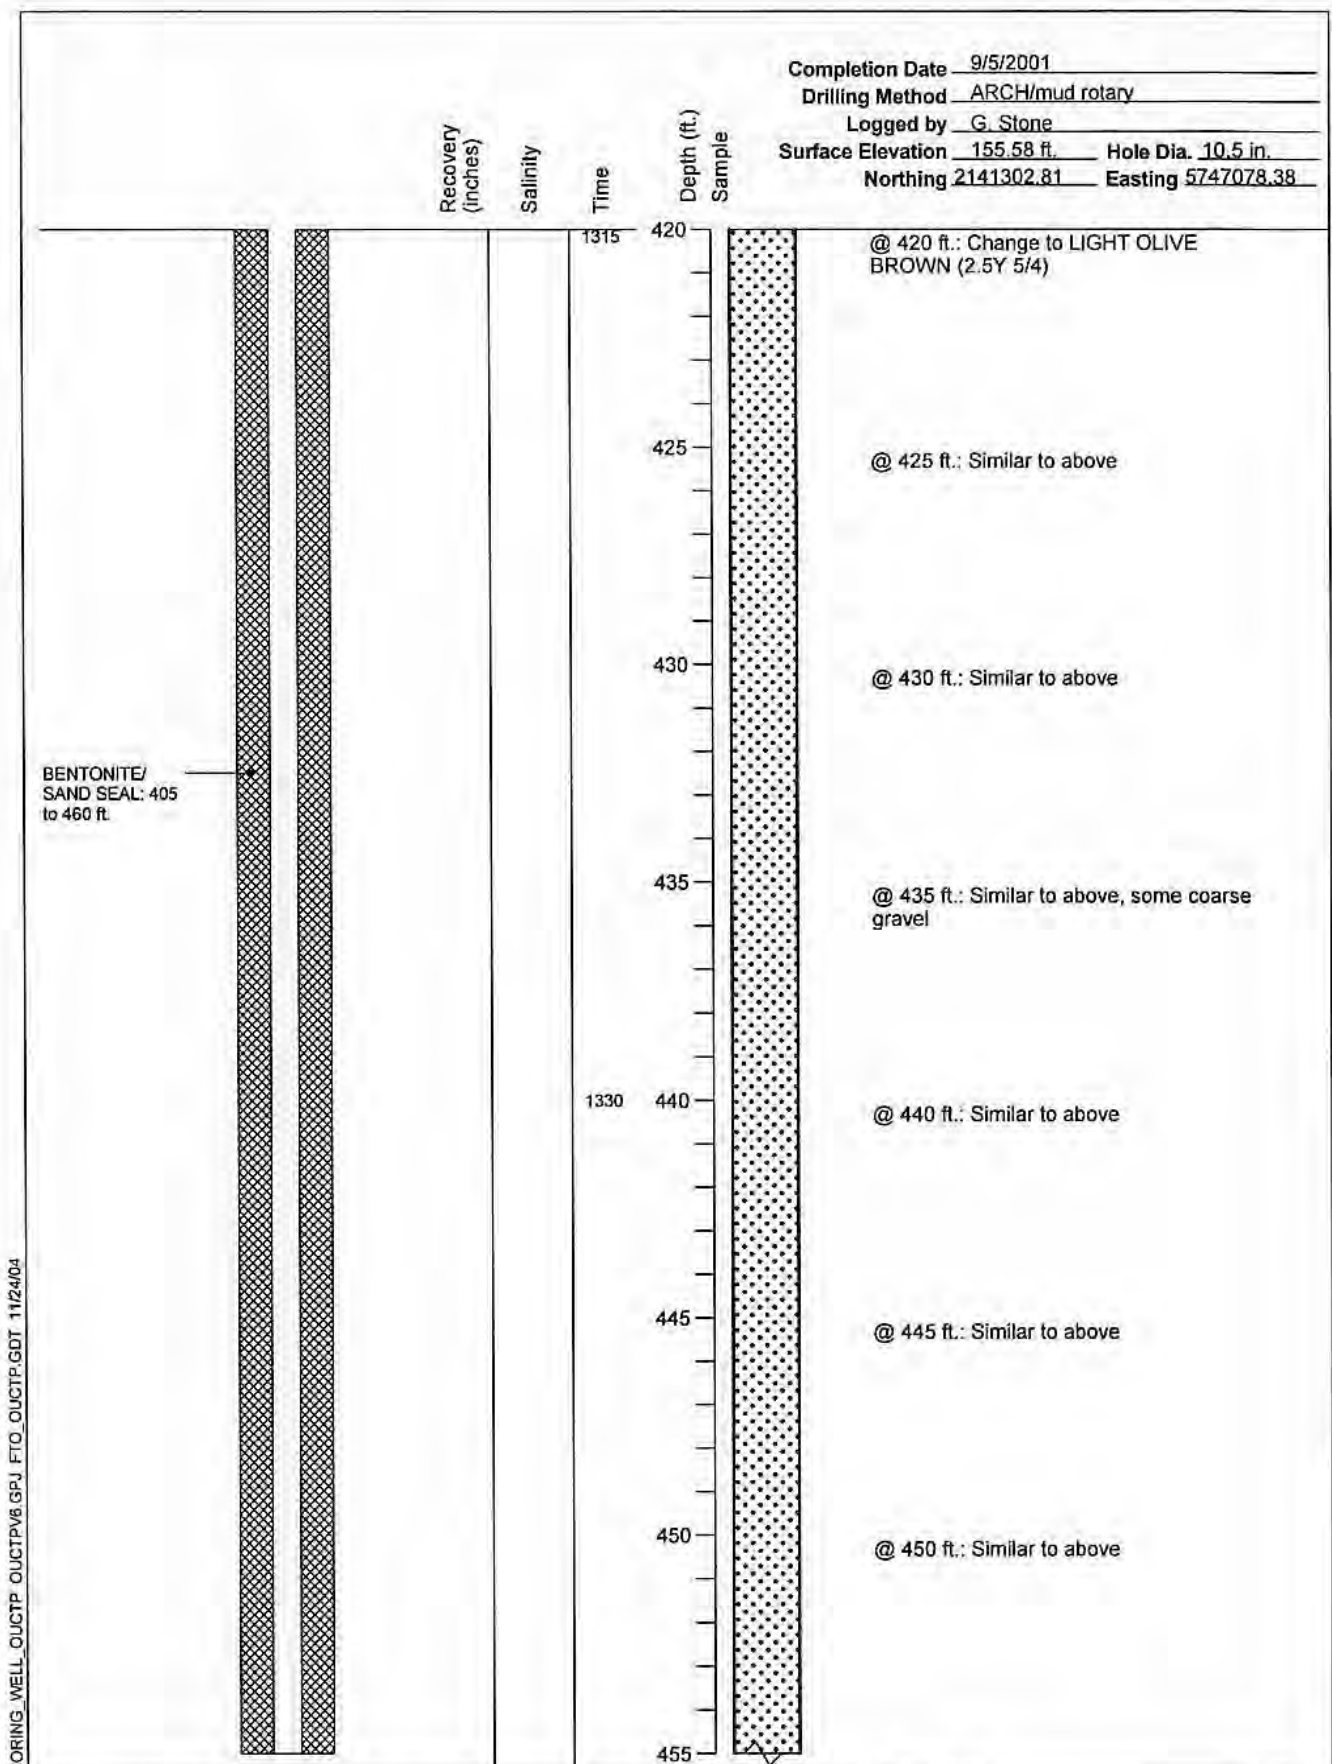 Completion Date 9/5/2001
Drilling Method ARCH/mud rotary
Logged by G. Stone
Surface Elevation 155.58 ft. Hole Dia. 10.5 in.
Northing 2141302.81 Easting 5747078.38
Recovery
(inches)
Salinity
Time
Depth (ft.)
Sample
1315
420
@ 420 ft.: Change to LIGHT OLIVE
BROWN (2.5Y 5/4)
425
@ 425 ft.: Similar to above
430
@ 430 ft.: Similar to above
BENTONITE/
SAND SEAL: 405
to 460 ft.
435
@ 435 ft.: Similar to above, some coarse
gravel
1330
440
@ 440 ft.: Similar to above
445
@ 445 ft.: Similar to above
450
@ 450 ft.: Similar to above
455
ORING_WELL_OUCTP OUCTPV6.GPJ FTO_OUCTP.GDT 11/24/04